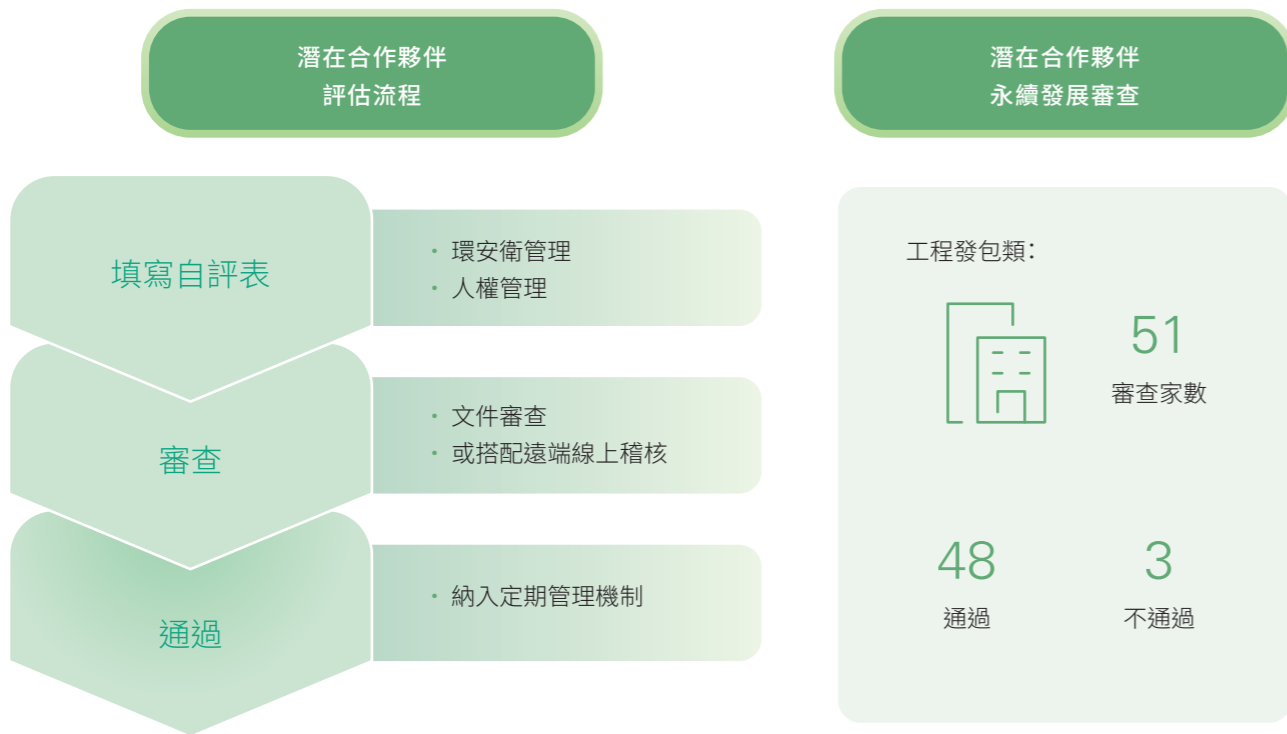 潛在合作夥伴
評估流程
填寫自評表
· 環安衛管理
· 人權管理
審查
· 文件審查
· 或搭配遠端線上稽核
通過
· 納入定期管理機制
潛在合作夥伴
永續發展審查
工程發包類：
51
審查家數
48
通過
3
不通過